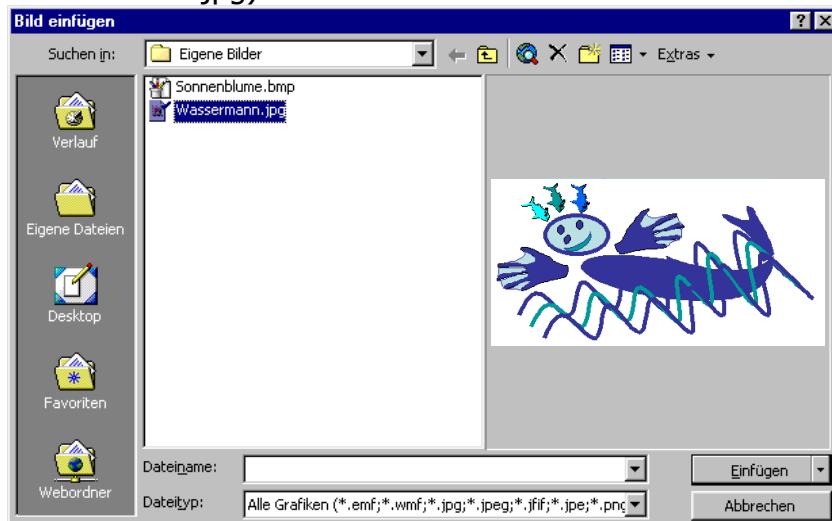 Bild einfügen
Suchen in:
Eigene Bilder
Extras
Sonnenblume.bmp
Wassermann.jpg
Verlauf
Eigene Dateien
Desktop
Favoriten
Webordner
Dateiname:
Einfügen
Dateityp:
Alle Grafiken (*.emf;*.wmf;*.jpg;*.jpeg;*.jfif;*.jpe;*.png
Abbrechen